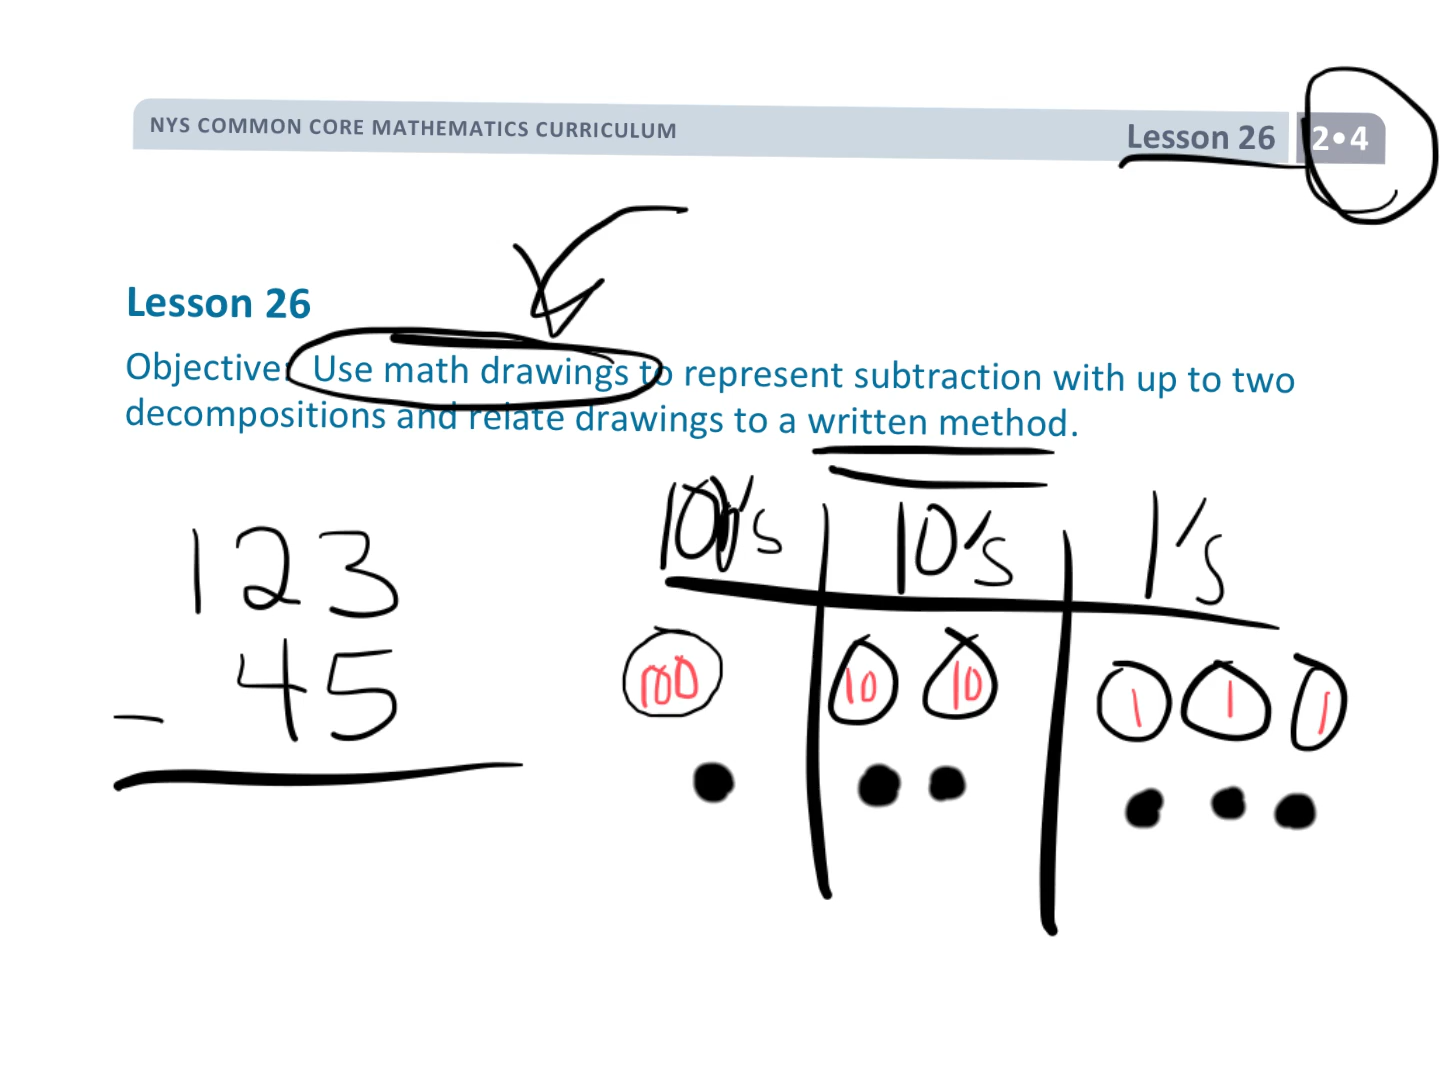 NYS COMMON CORE MATHEMATICS CURRICULUM Lesson 26 2•4
Lesson 26
Objective: Use math drawings to represent subtraction with up to two
decompositions and relate drawings to a written method.
100's 10's 1's
123
- 45
100 10 10 1 1 1